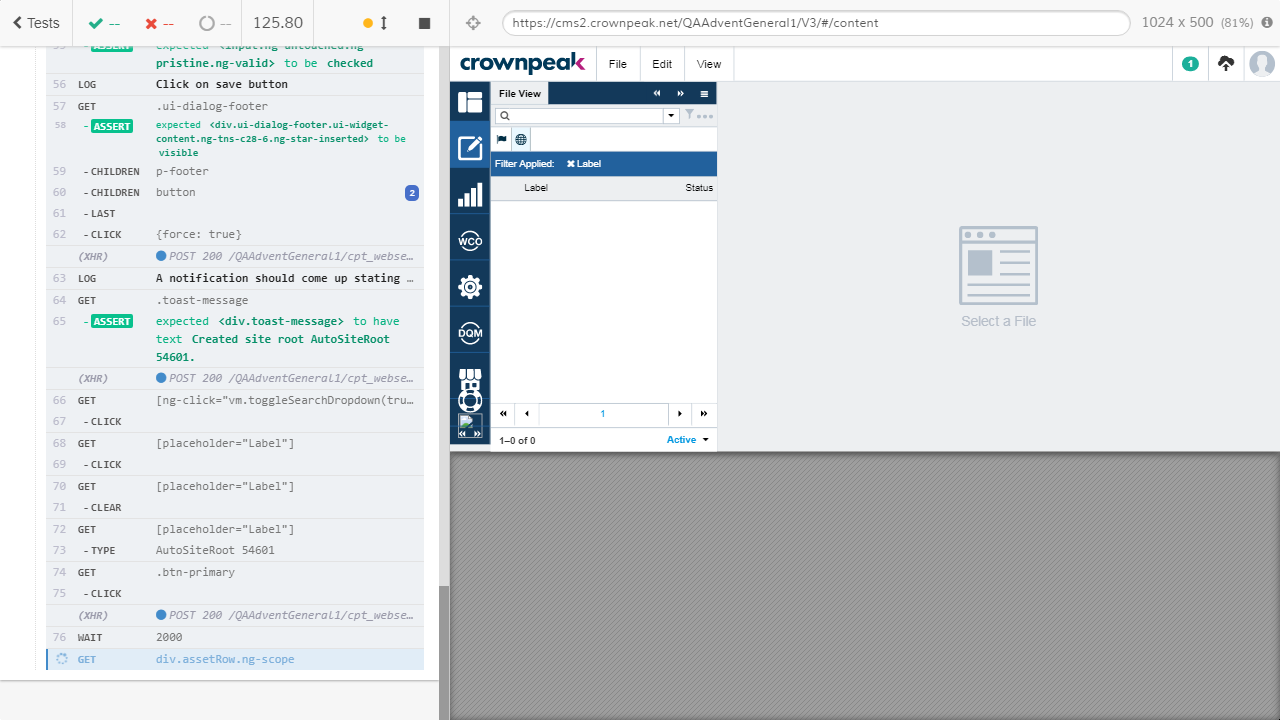 Tests
--
--
--
125.80
https://cms2.crownpeak.net/QAAdventGeneral1/V3/#/content
1024 x 500 (81%)
pristine.ng-valid> to be checked
56 LOG Click on save button
57 GET .ui-dialog-footer
58 -ASSERT expected <div.ui-dialog-footer.ui-widget-
content.ng-tns-c28-6.ng-star-inserted> to be
visible
59 -CHILDREN p-footer
60 -CHILDREN button 2
61 -LAST
62 -CLICK {force: true}
(XHR) POST 200 /QAAdventGeneral1/cpt_webse…
63 LOG A notification should come up stating …
64 GET .toast-message
65 -ASSERT expected <div.toast-message> to have
text Created site root AutoSiteRoot
54601.
(XHR) POST 200 /QAAdventGeneral1/cpt_webse…
66 GET [ng-click="vm.toggleSearchDropdown(tru…
67 -CLICK
68 GET [placeholder="Label"]
69 -CLICK
70 GET [placeholder="Label"]
71 -CLEAR
72 GET [placeholder="Label"]
73 -TYPE AutoSiteRoot 54601
74 GET .btn-primary
75 -CLICK
(XHR) POST 200 /QAAdventGeneral1/cpt_webse…
76 WAIT 2000
GET div.assetRow.ng-scope
crownpeak
File Edit View
1
File View
Filter Applied: ✖ Label
Label Status
WCO
DQM
1
1–0 of 0 Active
Select a File